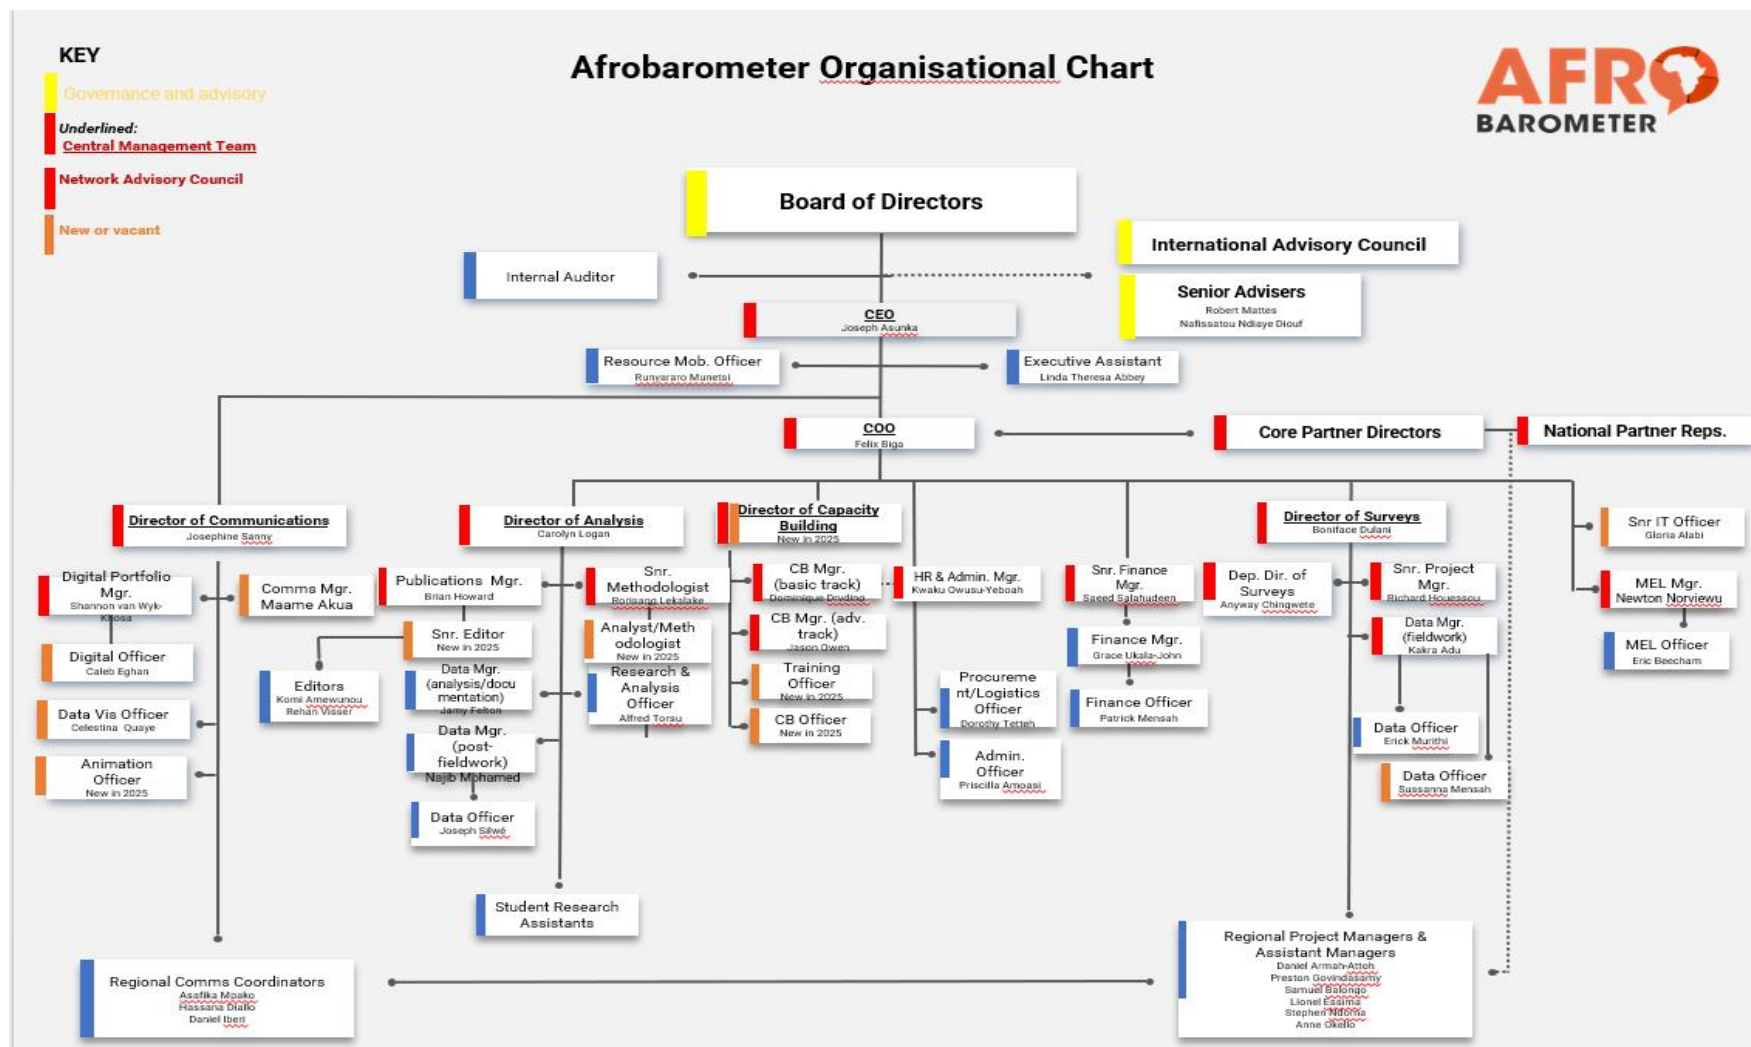 KEY
Governance and advisory
Underlined:
Central Management Team
Network Advisory Council
New or vacant
Afrobarometer Organisational Chart
AFRO
BAROMETER
Board of Directors
Internal Auditor
International Advisory Council
Senior Advisers
Robert Mattes
Nafissatou Ndiaye Diouf
CEO
Joseph Asunka
Resource Mob. Officer
Runyararo Munetsi
Executive Assistant
Linda Theresa Abbey
COO
Felix Biga
Core Partner Directors
National Partner Reps.
Director of Communications
Josephine Sanny
Director of Analysis
Carolyn Logan
Director of Capacity
Building
New in 2025
Director of Surveys
Boniface Dulani
Snr IT Officer
Gloria Alabi
Digital Portfolio
Mgr.
Shannon van Wyk-
Khosa
Comms Mgr.
Maame Akua
Publications Mgr.
Brian Howard
Snr.
Methodologist
Rorisang Lekalake
CB Mgr.
(basic track)
Dominique Dryding
HR & Admin. Mgr.
Kwaku Owusu-Yeboah
Snr. Finance
Mgr.
Saeed Salahudeen
Dep. Dir. of
Surveys
Anyway Chingwete
Snr. Project
Mgr.
Richard Houessou
MEL Mgr.
Newton Norviewu
Digital Officer
Caleb Eghan
Snr. Editor
New in 2025
Analyst/Meth
odologist
New in 2025
CB Mgr. (adv.
track)
Jason Owen
Finance Mgr.
Grace Ukala-John
Data Mgr.
(fieldwork)
Kakra Adu
MEL Officer
Eric Beecham
Editors
Komi Amewunou
Rehan Visser
Data Mgr.
(analysis/docu
mentation)
Jamy Felton
Research &
Analysis
Officer
Alfred Torsu
Training
Officer
New in 2025
Procureme
nt/Logistics
Officer
Dorothy Tetteh
Finance Officer
Patrick Mensah
Data Vis Officer
Celestina Quaye
Data Mgr.
(post-
fieldwork)
Najib Mohamed
CB Officer
New in 2025
Data Officer
Erick Murithi
Animation
Officer
New in 2025
Admin.
Officer
Priscilla Amoasi
Data Officer
Sussanna Mensah
Data Officer
Joseph Silwé
Student Research
Assistants
Regional Comms Coordinators
Asafika Mpako
Hassana Diallo
Daniel Iberi
Regional Project Managers &
Assistant Managers
Daniel Armah-Attoh
Preston Govindasamy
Samuel Balongo
Lionel Essima
Stephen Ndoma
Anne Okello